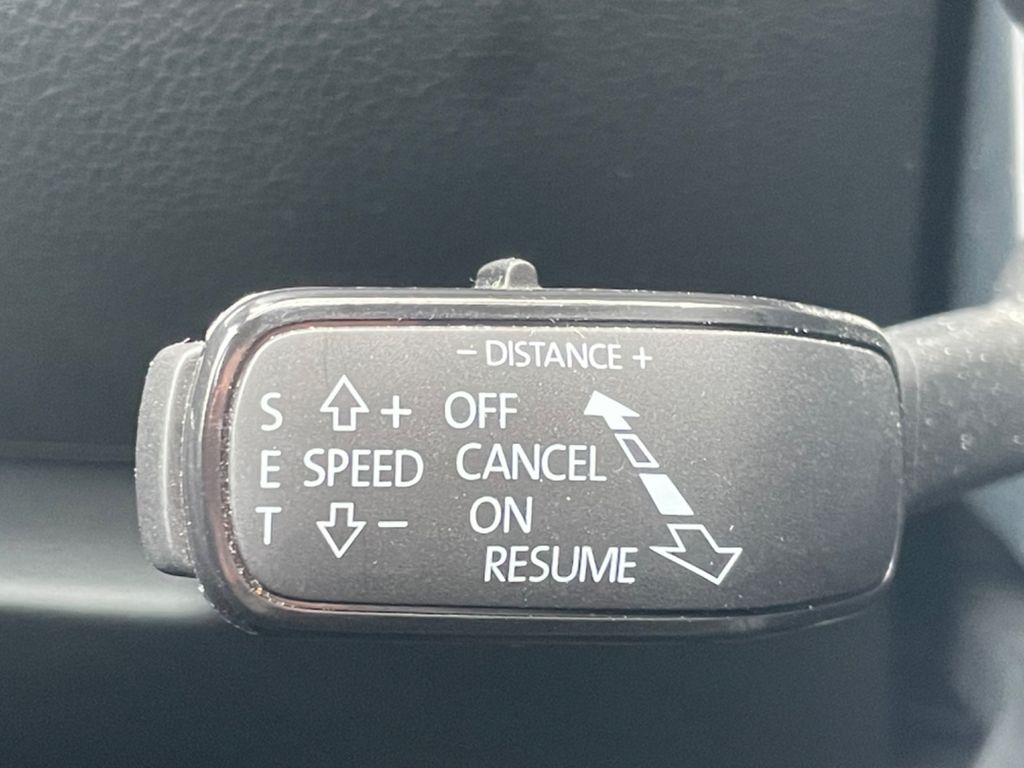 - DISTANCE +
S + OFF
E SPEED CANCEL
T - ON
RESUME